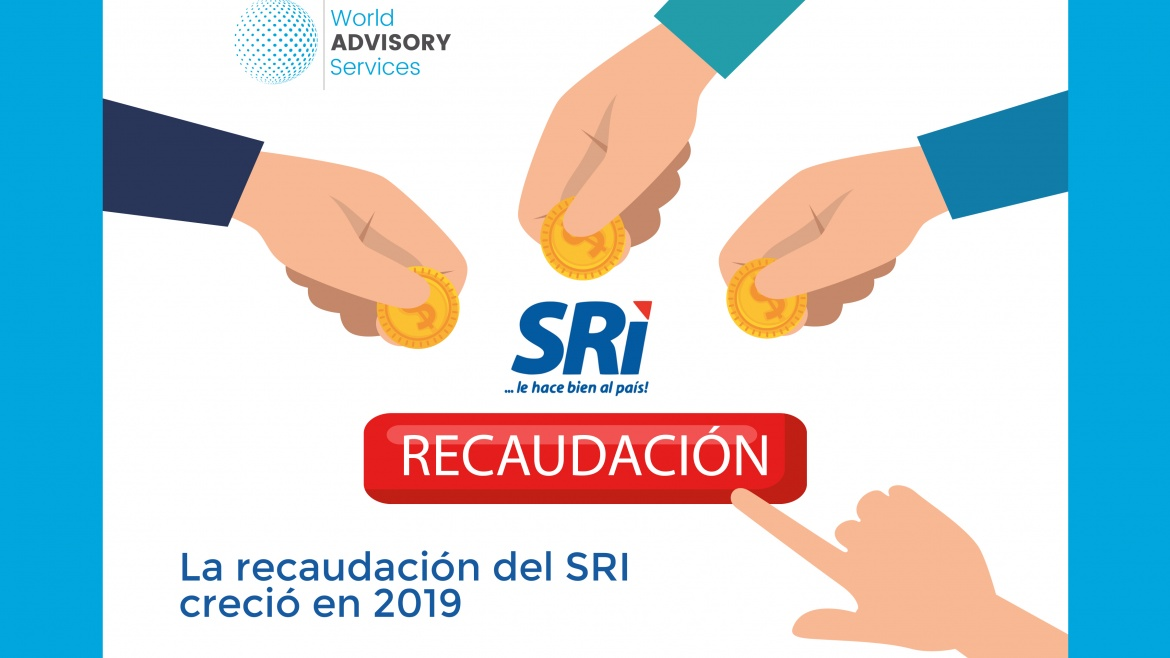 World
ADVISORY
Services
SRi
...le hace bien al país!
RECAUDACIÓN
La recaudación del SRI
creció en 2019